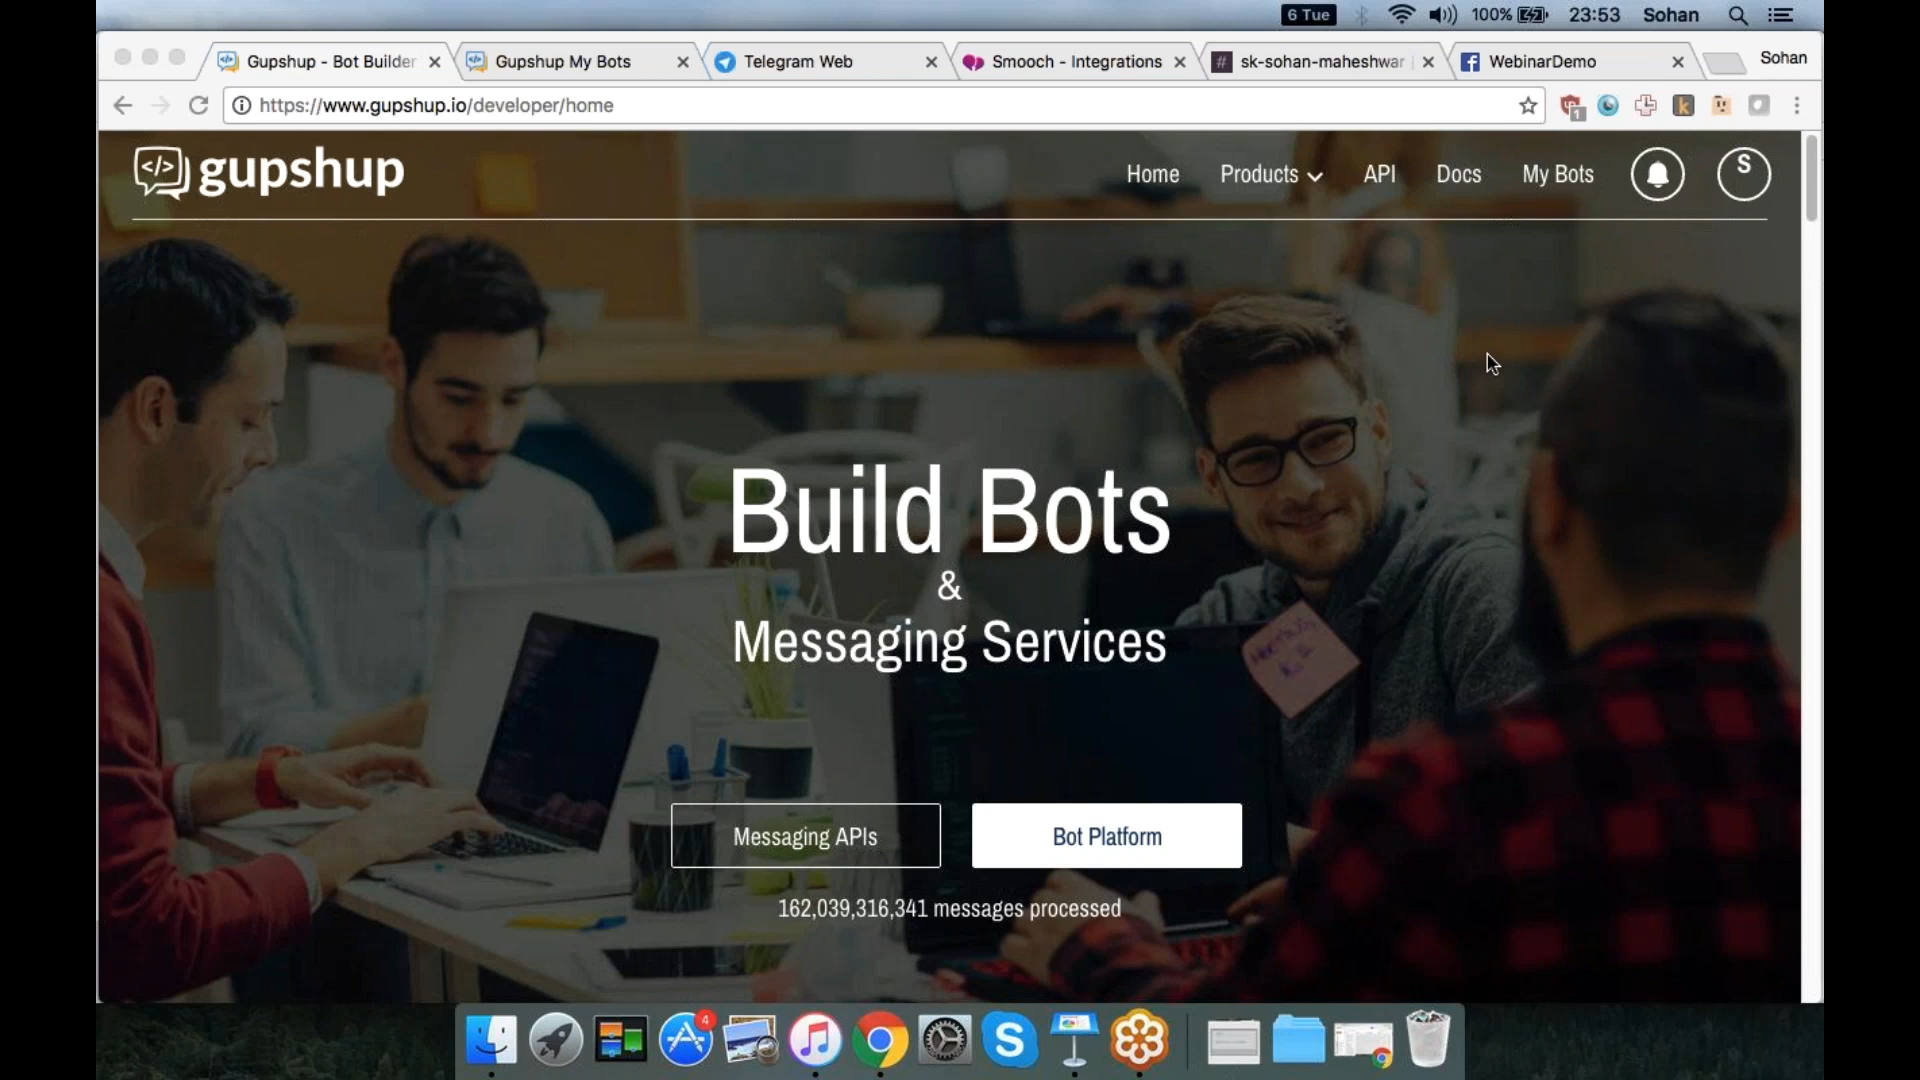 6 Tue 100% 23:53 Sohan
Gupshup - Bot Builder Gupshup My Bots Telegram Web Smooch - Integrations # sk-sohan-maheshwar WebinarDemo Sohan
https://www.gupshup.io/developer/home 1 k
</> gupshup Home Products API Docs My Bots S
Build Bots
&
Messaging Services
Messaging APIs Bot Platform
162,039,316,341 messages processed
4
S